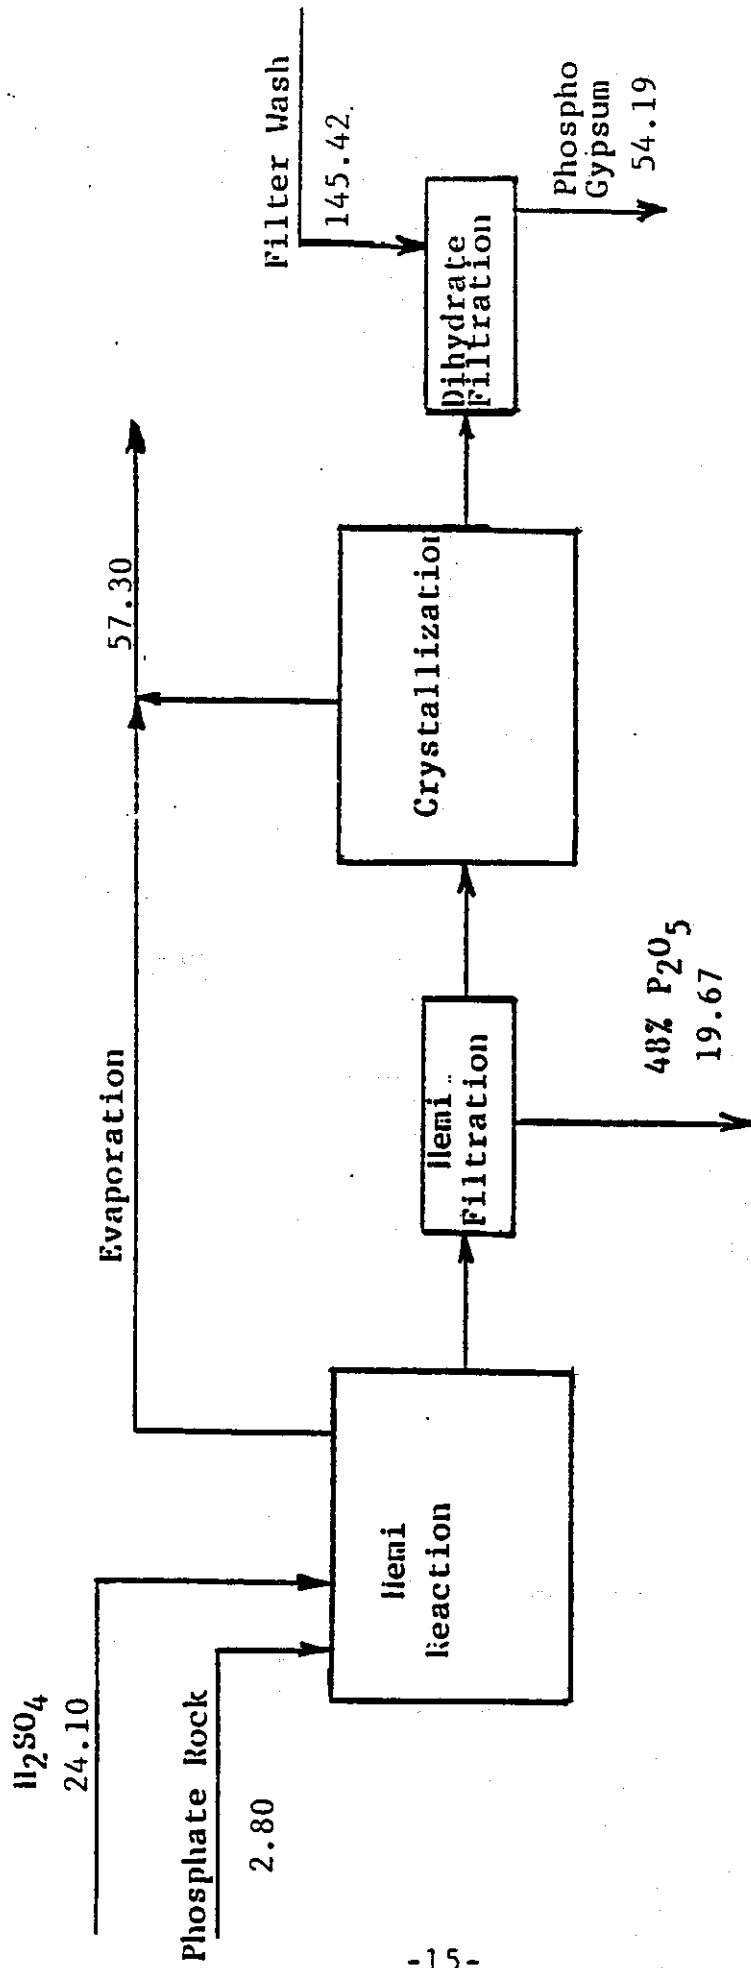 H2SO4
24.10
Phosphate Rock
2.80
Evaporation
57.30
Hemi
Reaction
Hemi
Filtration
48% P2O5
19.67
Crystallization
Dihydrate
Filtration
Filter Wash
145.42
Phospho
Gypsum
54.19
-15-